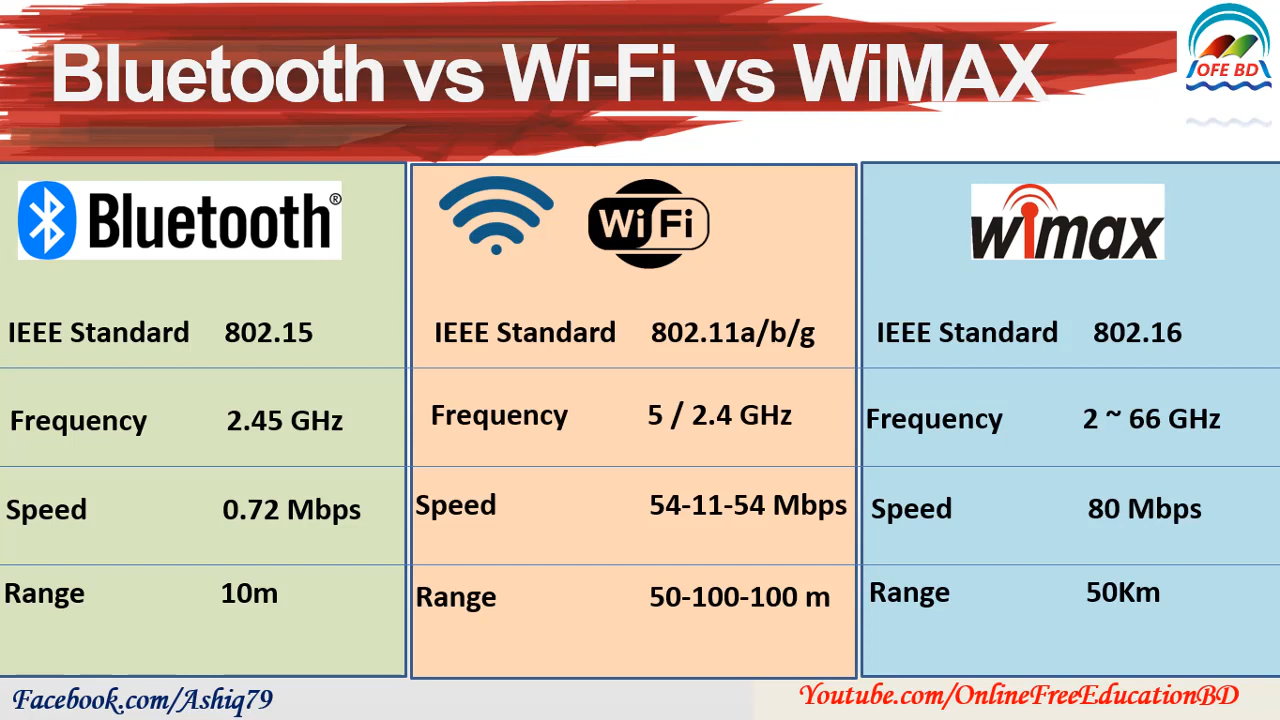 Bluetooth vs Wi-Fi vs WiMAX
OFE BD
Bluetooth®
IEEE Standard 802.15
Frequency 2.45 GHz
Speed 0.72 Mbps
Range 10m
Wi Fi
IEEE Standard 802.11a/b/g
Frequency 5 / 2.4 GHz
Speed 54-11-54 Mbps
Range 50-100-100 m
wimax
IEEE Standard 802.16
Frequency 2 ~ 66 GHz
Speed 80 Mbps
Range 50Km
Facebook.com/Ashiq79
Youtube.com/OnlineFreeEducationBD